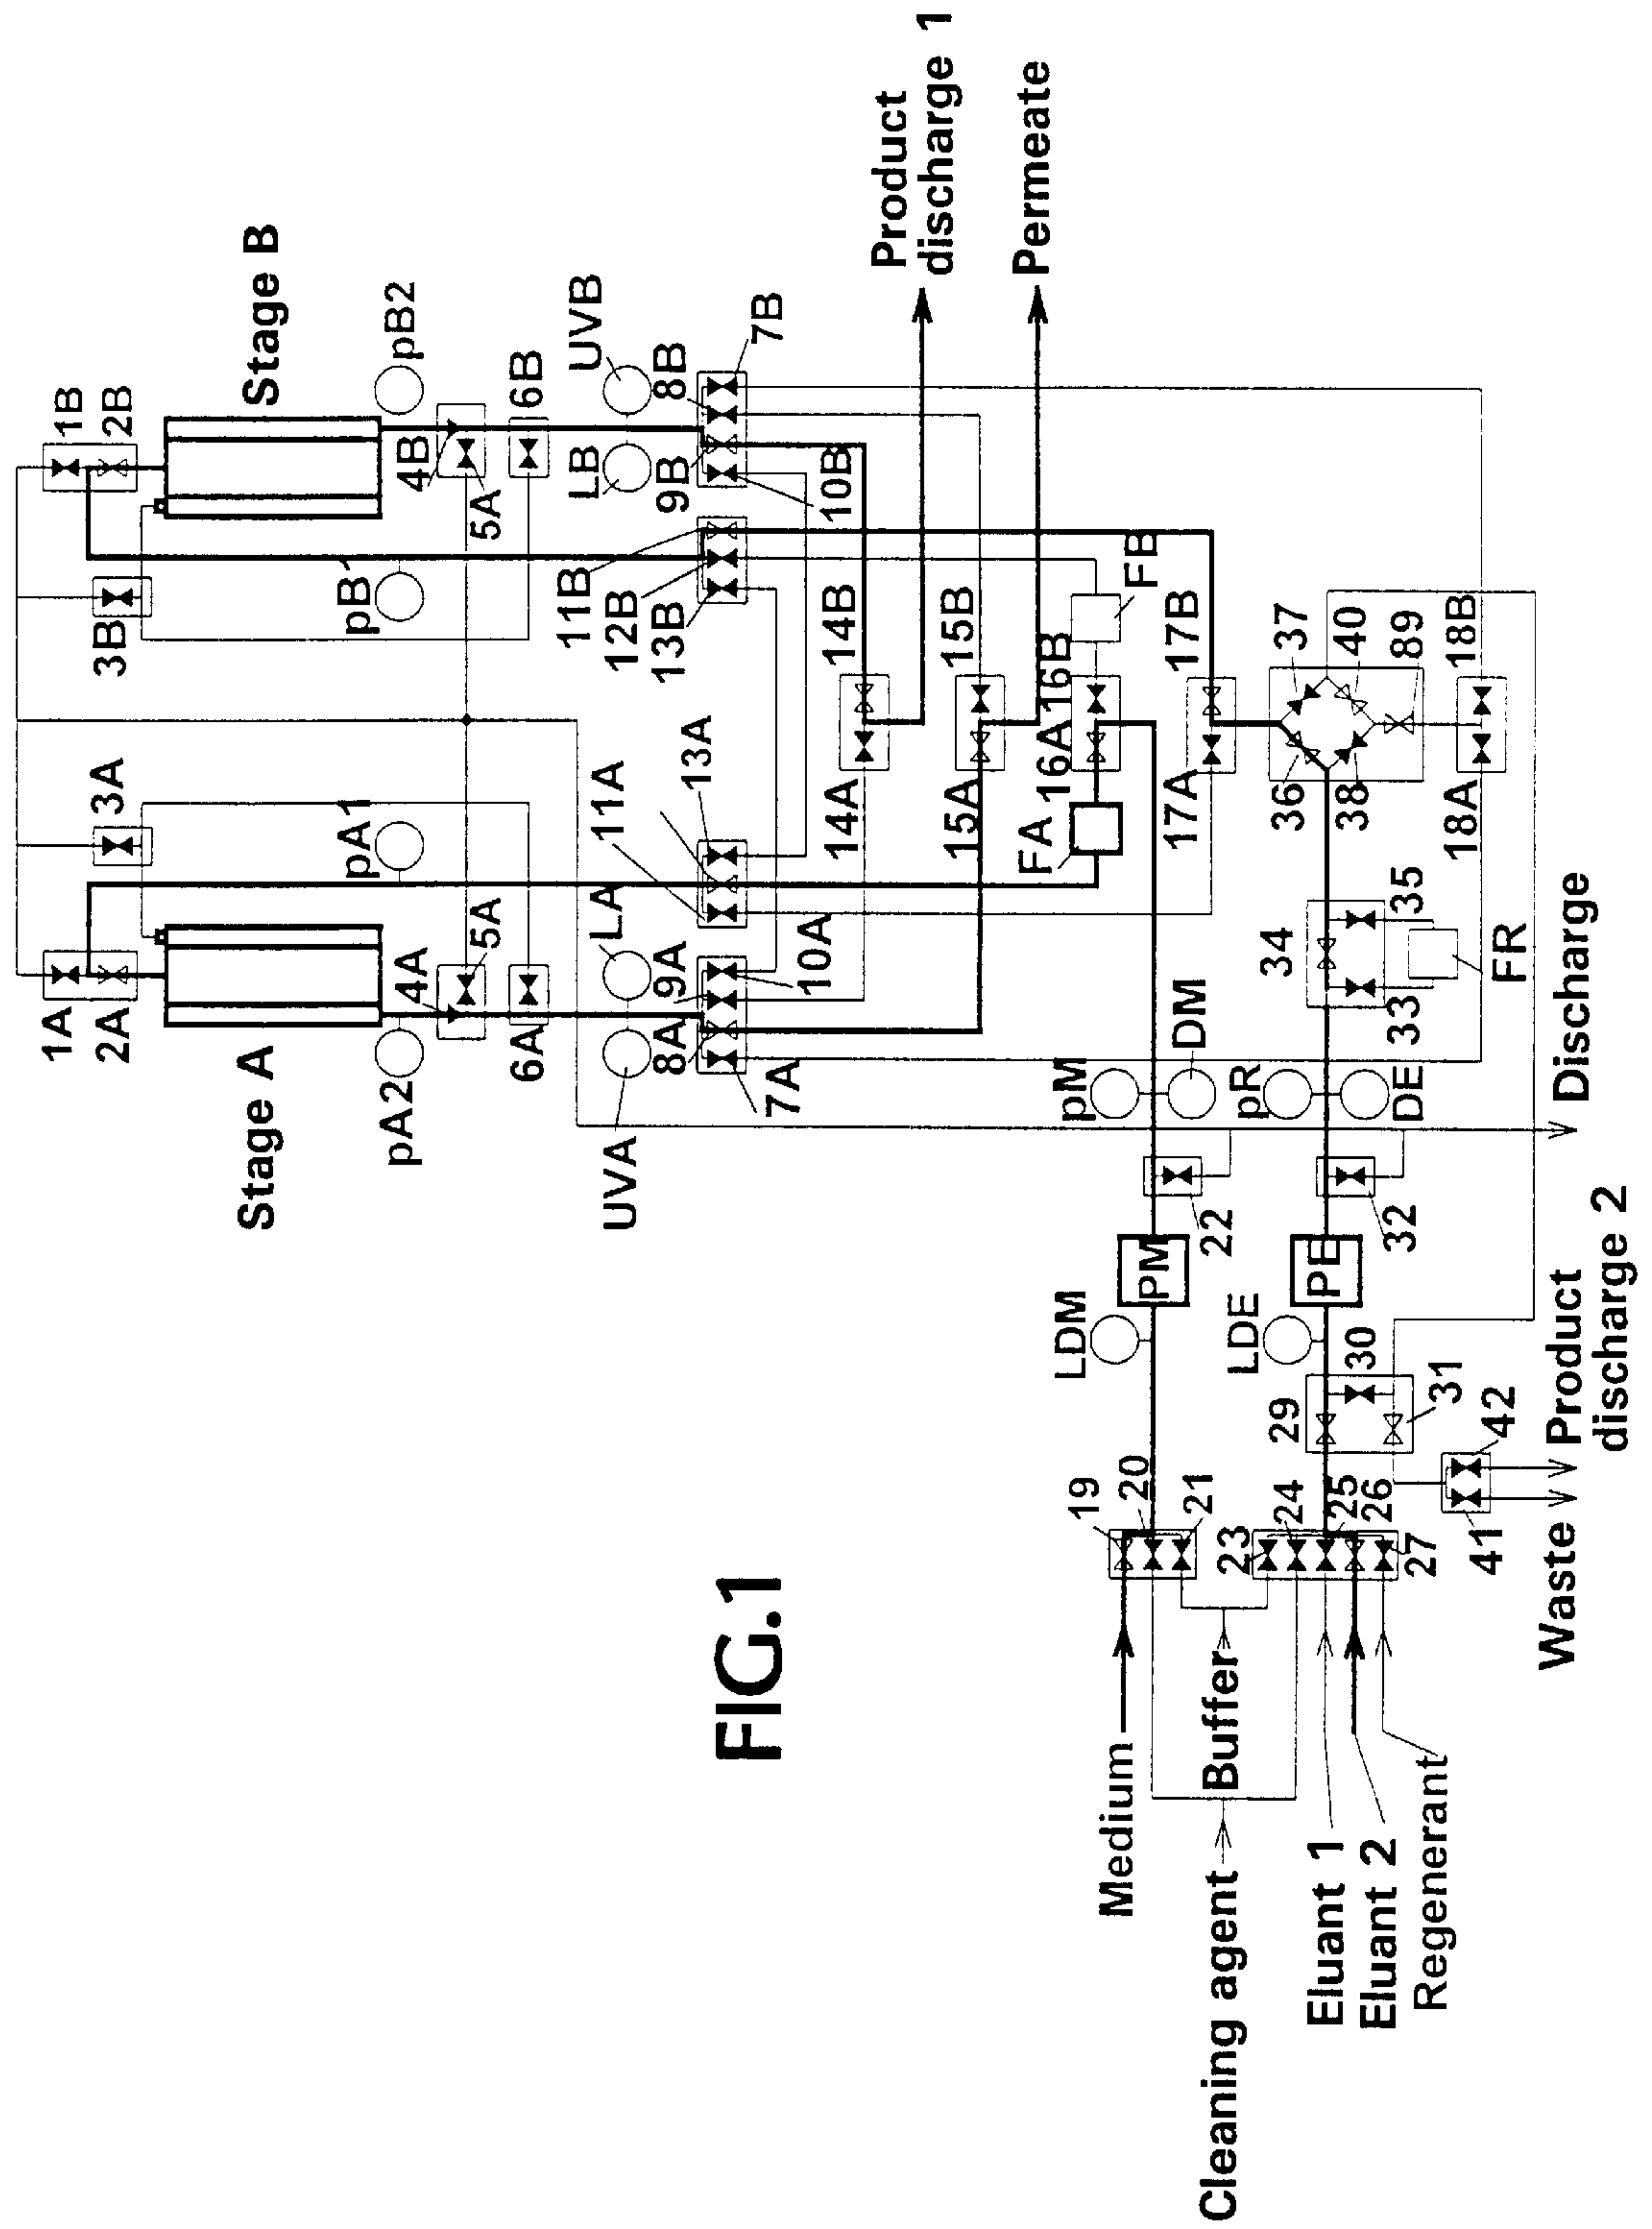 FIG.1
Stage A
Stage B
1A
2A
3A
pA1
pA2
4A
5A
6A
LA
UVA
8A
9A
7A
10A
11A
13A
1B
2B
3B
pB1
pB2
4B
5A
6B
LB
UVB
8B
9B
7B
10B
11B
12B
13B
14A
14B
15A
15B
16A
16B
FA
FB
17A
17B
18A
18B
36
37
38
40
89
Product
discharge 1
Permeate
34
33
35
FR
pM
DM
pR
DE
22
32
PM
PE
LDM
LDE
29
30
31
41
42
19
20
21
23
24
25
26
27
Medium
Buffer
Cleaning agent
Eluant 1
Eluant 2
Regenerant
Waste
Product
discharge 2
Discharge